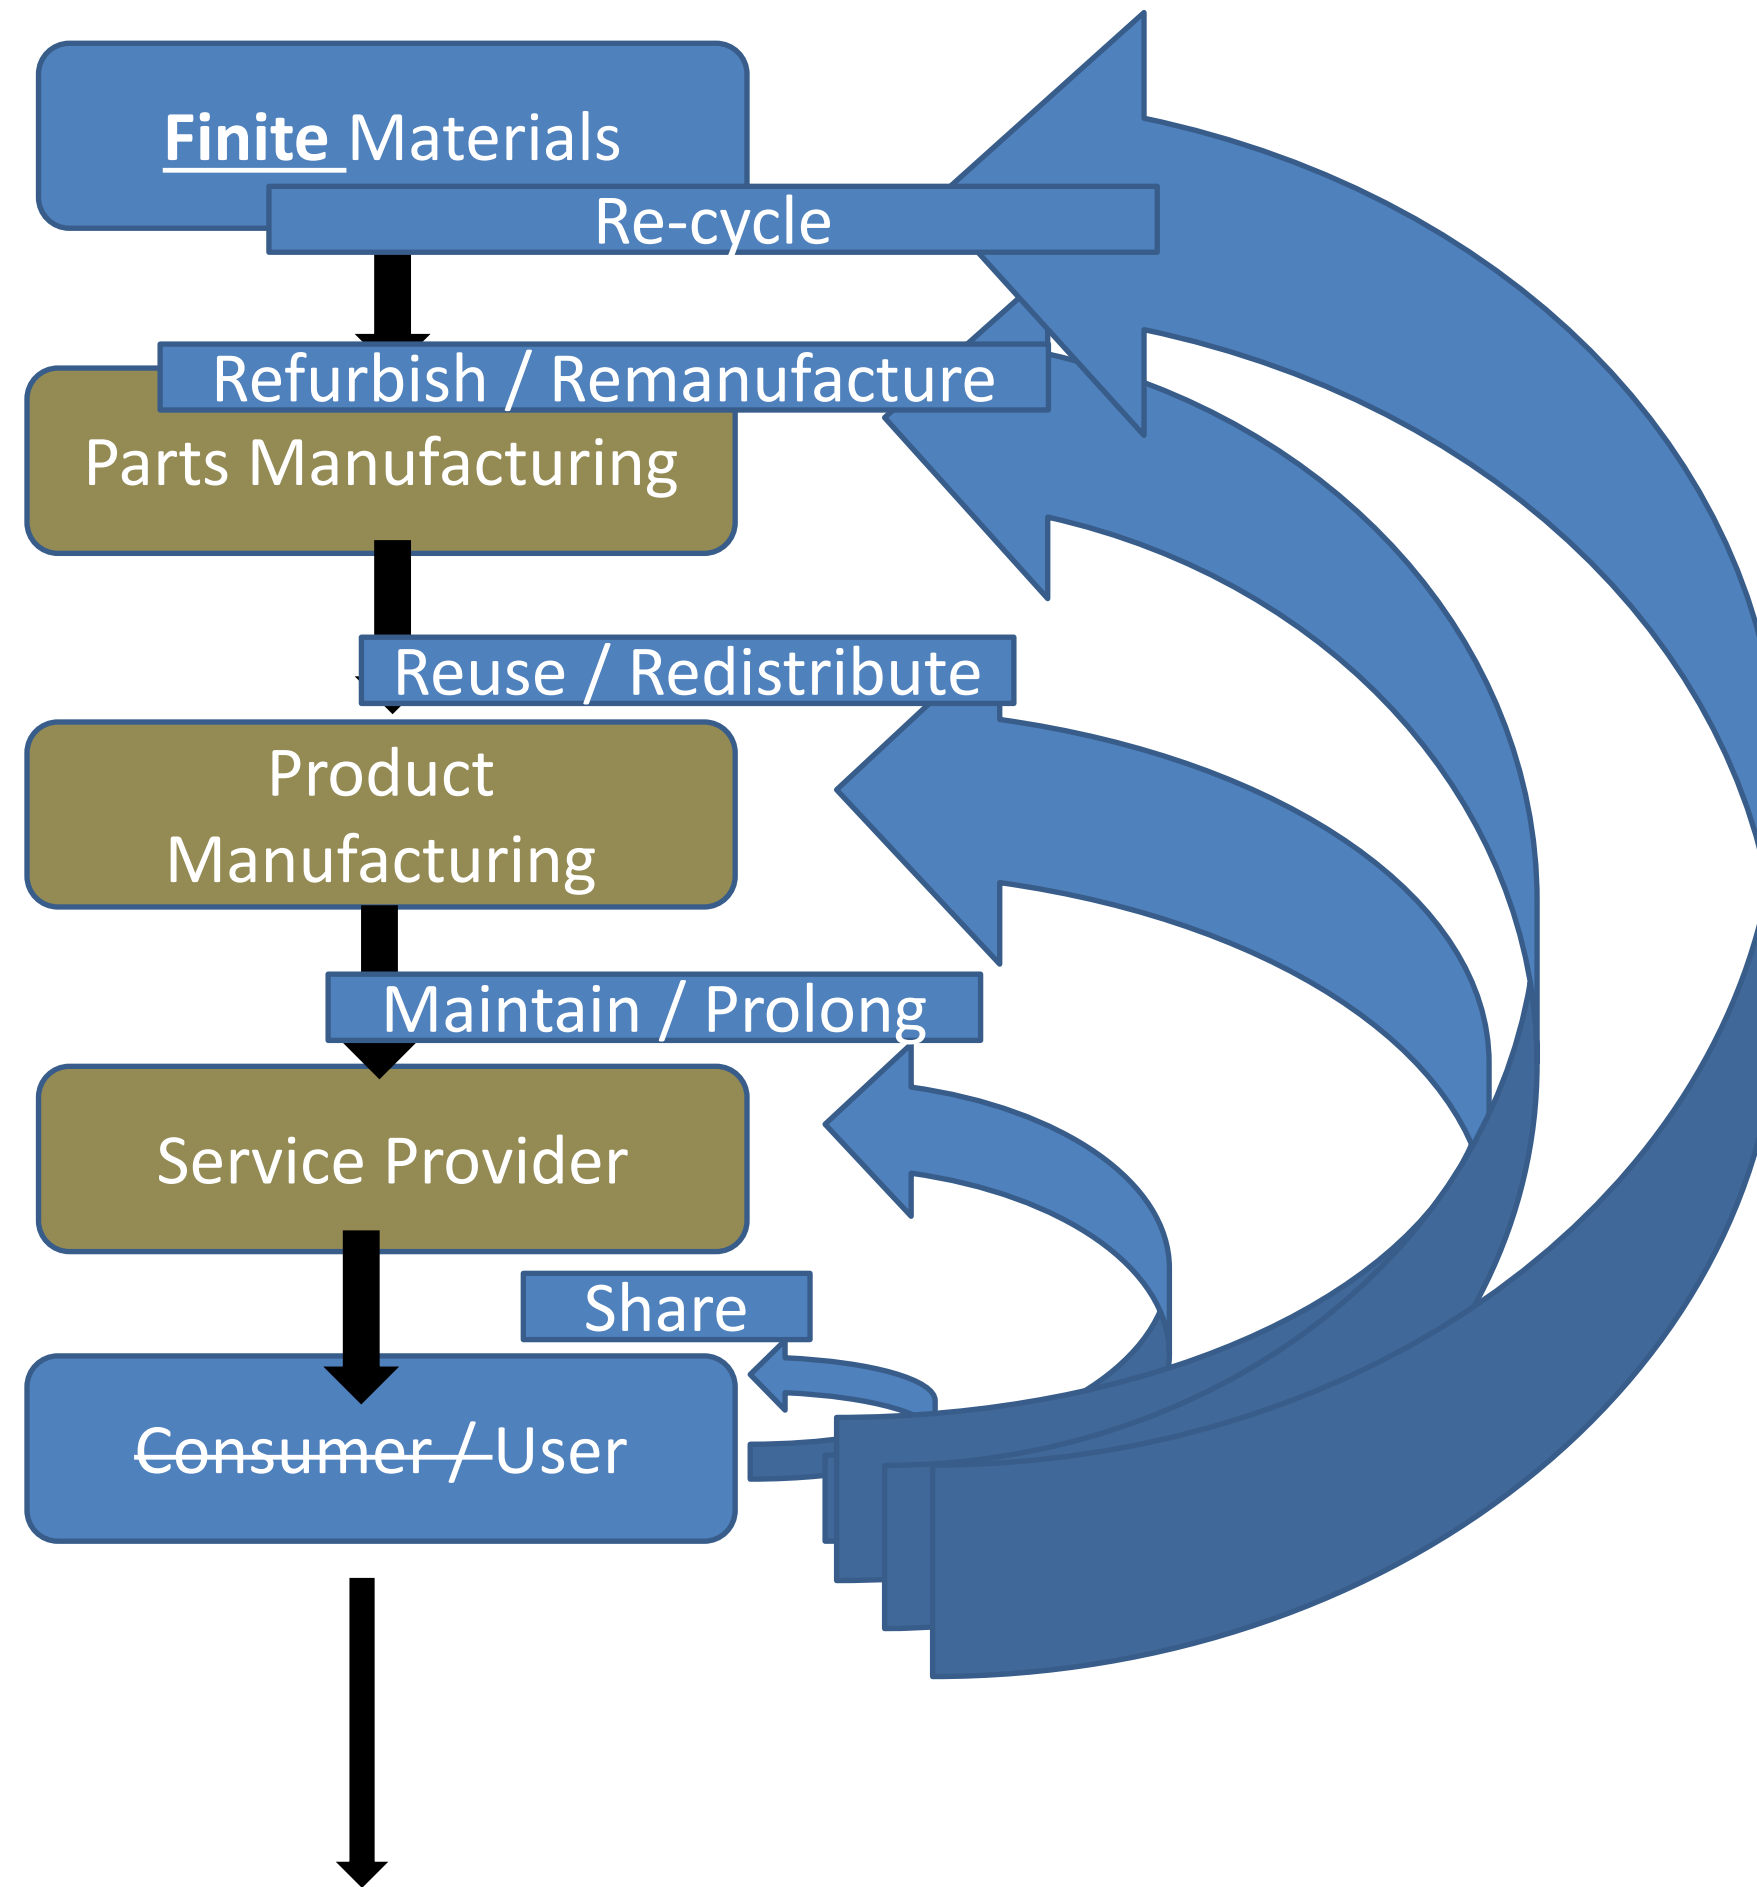 Finite Materials
Re-cycle
Refurbish / Remanufacture
Parts Manufacturing
Reuse / Redistribute
Product
Manufacturing
Maintain / Prolong
Service Provider
Share
Consumer / User